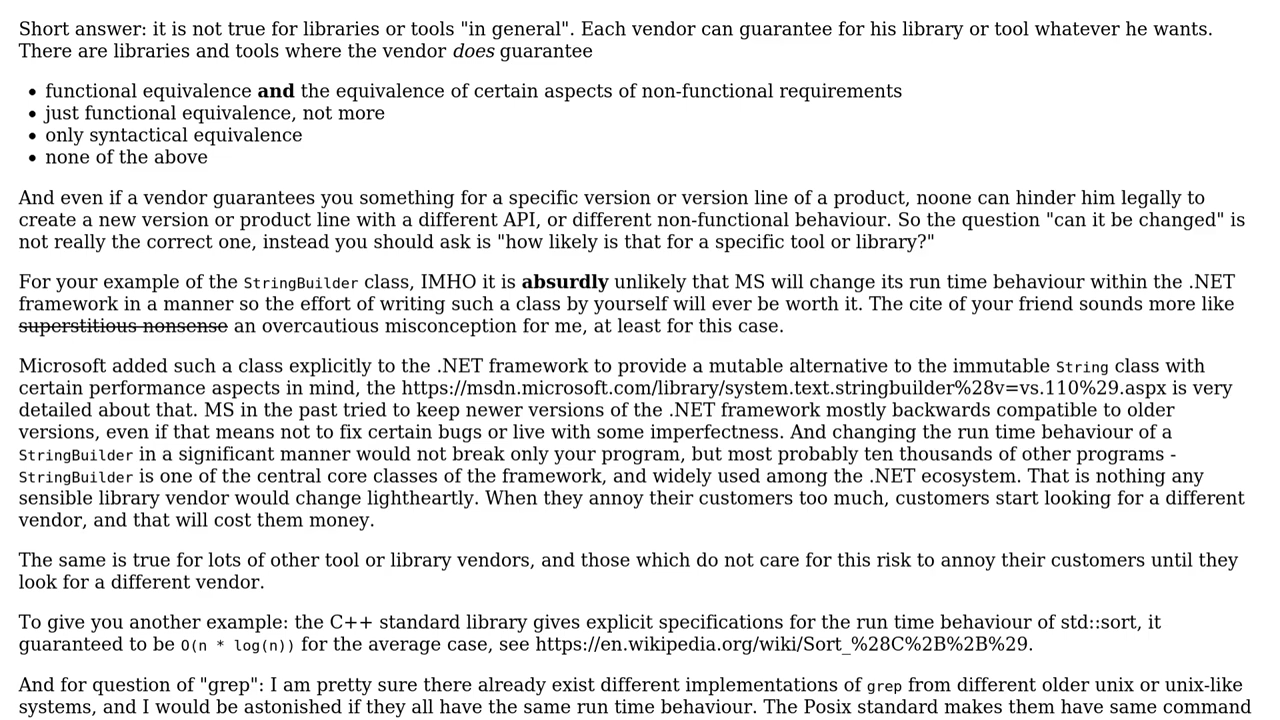 Short answer: it is not true for libraries or tools "in general". Each vendor can guarantee for his library or tool whatever he wants.
There are libraries and tools where the vendor does guarantee
• functional equivalence and the equivalence of certain aspects of non-functional requirements
• just functional equivalence, not more
• only syntactical equivalence
• none of the above
And even if a vendor guarantees you something for a specific version or version line of a product, noone can hinder him legally to
create a new version or product line with a different API, or different non-functional behaviour. So the question "can it be changed" is
not really the correct one, instead you should ask is "how likely is that for a specific tool or library?"
For your example of the StringBuilder class, IMHO it is absurdly unlikely that MS will change its run time behaviour within the .NET
framework in a manner so the effort of writing such a class by yourself will ever be worth it. The cite of your friend sounds more like
superstitious nonsense an overcautious misconception for me, at least for this case.
Microsoft added such a class explicitly to the .NET framework to provide a mutable alternative to the immutable String class with
certain performance aspects in mind, the https://msdn.microsoft.com/library/system.text.stringbuilder%28v=vs.110%29.aspx is very
detailed about that. MS in the past tried to keep newer versions of the .NET framework mostly backwards compatible to older
versions, even if that means not to fix certain bugs or live with some imperfectness. And changing the run time behaviour of a
StringBuilder in a significant manner would not break only your program, but most probably ten thousands of other programs -
StringBuilder is one of the central core classes of the framework, and widely used among the .NET ecosystem. That is nothing any
sensible library vendor would change lightheartly. When they annoy their customers too much, customers start looking for a different
vendor, and that will cost them money.
The same is true for lots of other tool or library vendors, and those which do not care for this risk to annoy their customers until they
look for a different vendor.
To give you another example: the C++ standard library gives explicit specifications for the run time behaviour of std::sort, it
guaranteed to be O(n * log(n)) for the average case, see https://en.wikipedia.org/wiki/Sort_%28C%2B%2B%29.
And for question of "grep": I am pretty sure there already exist different implementations of grep from different older unix or unix-like
systems, and I would be astonished if they all have the same run time behaviour. The Posix standard makes them have same command